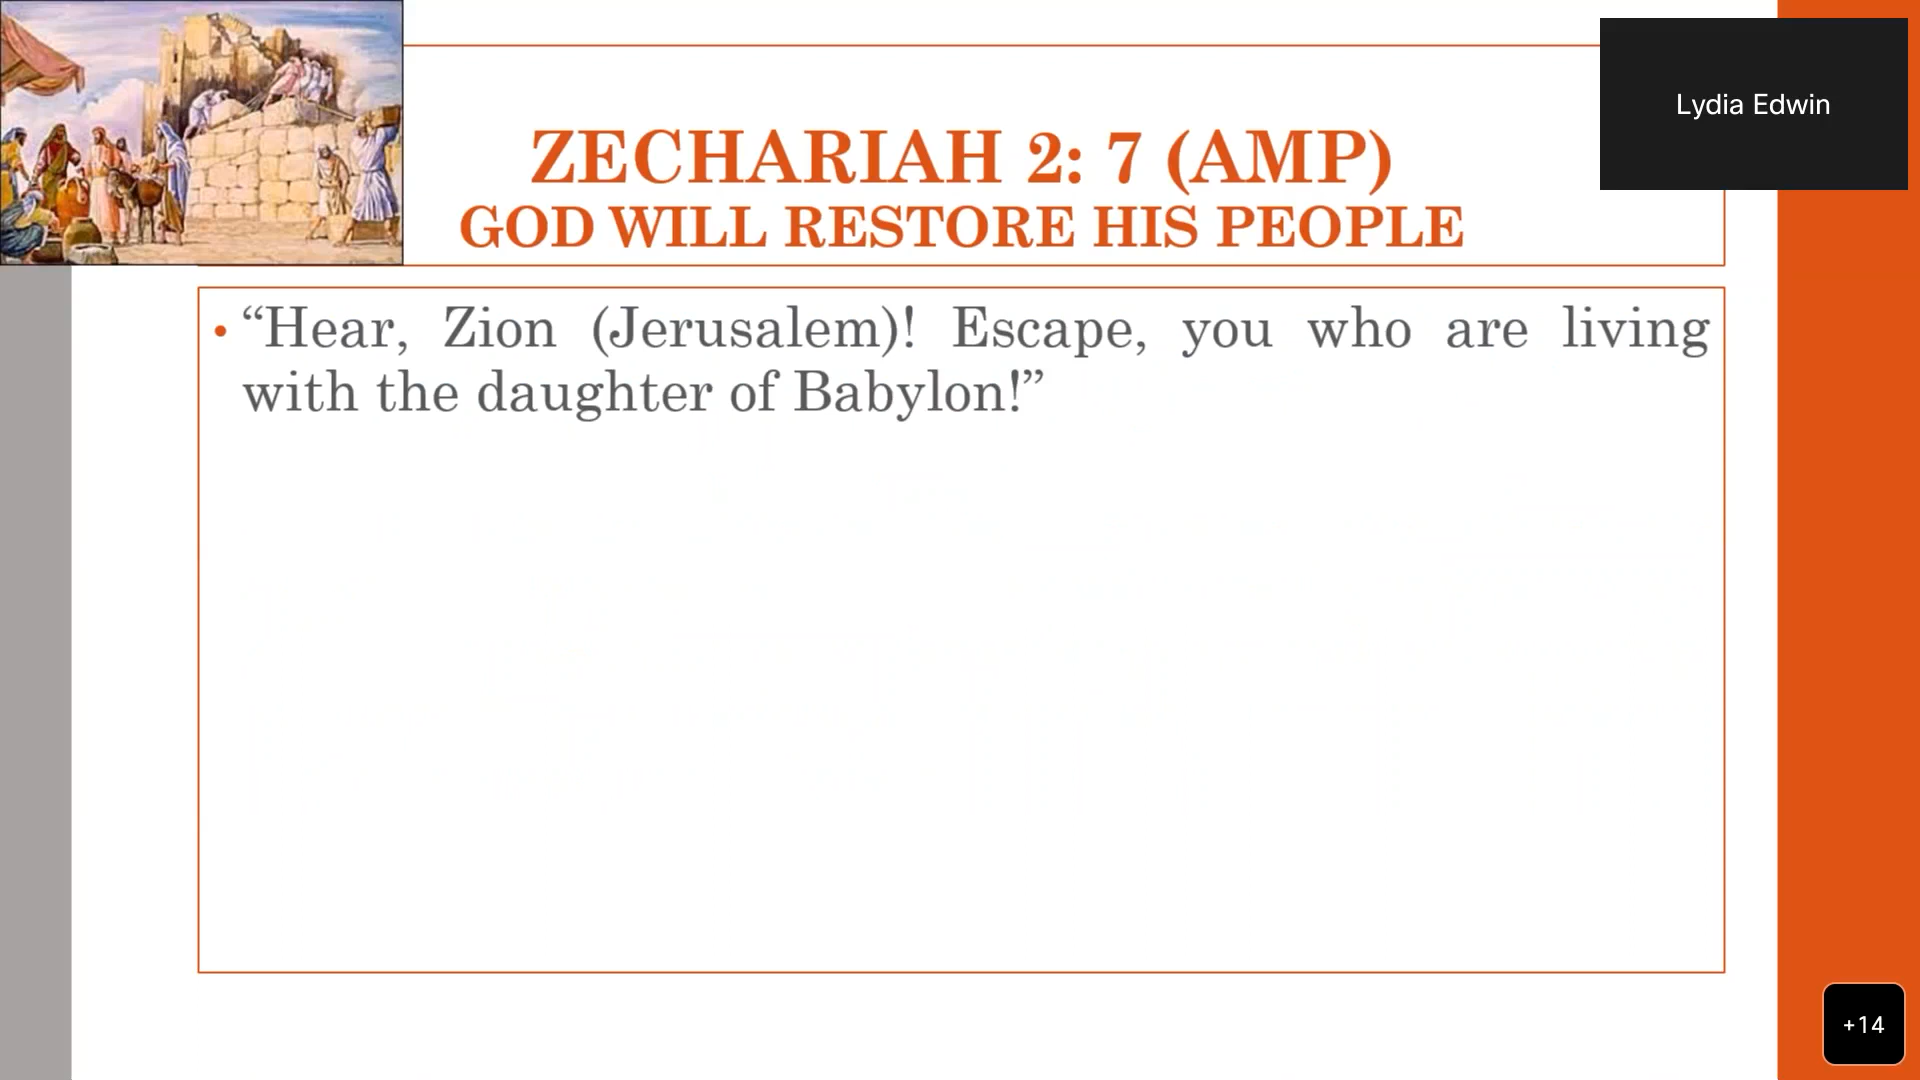 Lydia Edwin
ZECHARIAH 2: 7 (AMP)
GOD WILL RESTORE HIS PEOPLE
• “Hear, Zion (Jerusalem)! Escape, you who are living
with the daughter of Babylon!”
+14